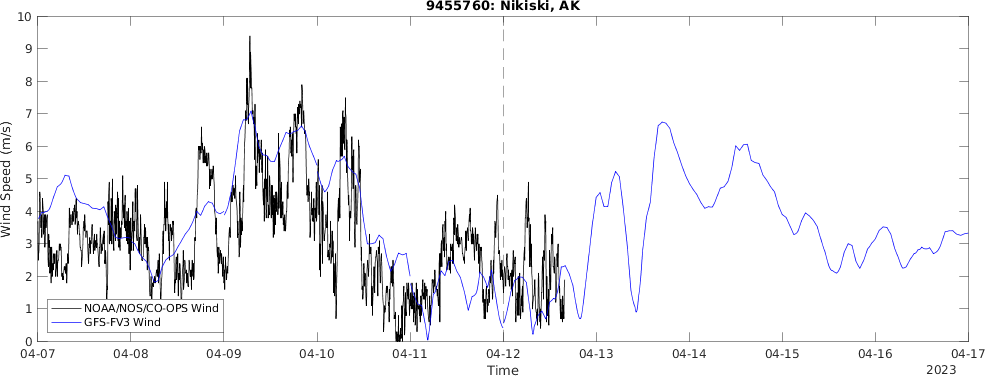 9455760: Nikiski, AK
10
9
8
7
6
5
4
3
2
1
0
Wind Speed (m/s)
NOAA/NOS/CO-OPS Wind
GFS-FV3 Wind
04-07 04-08 04-09 04-10 04-11 04-12 04-13 04-14 04-15 04-16 04-17
Time
2023